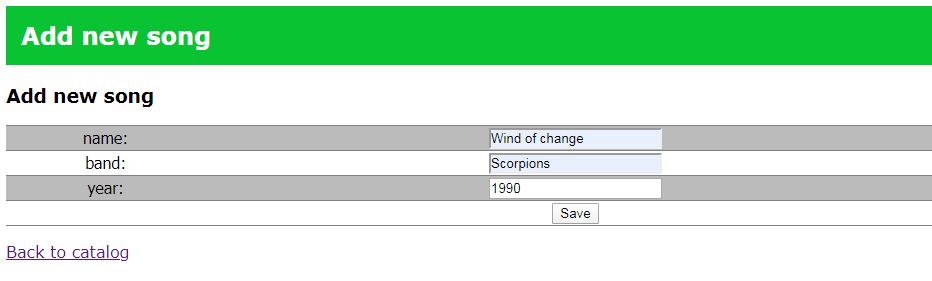 Add new song
Add new song
name: Wind of change
band: Scorpions
year: 1990
Save
Back to catalog